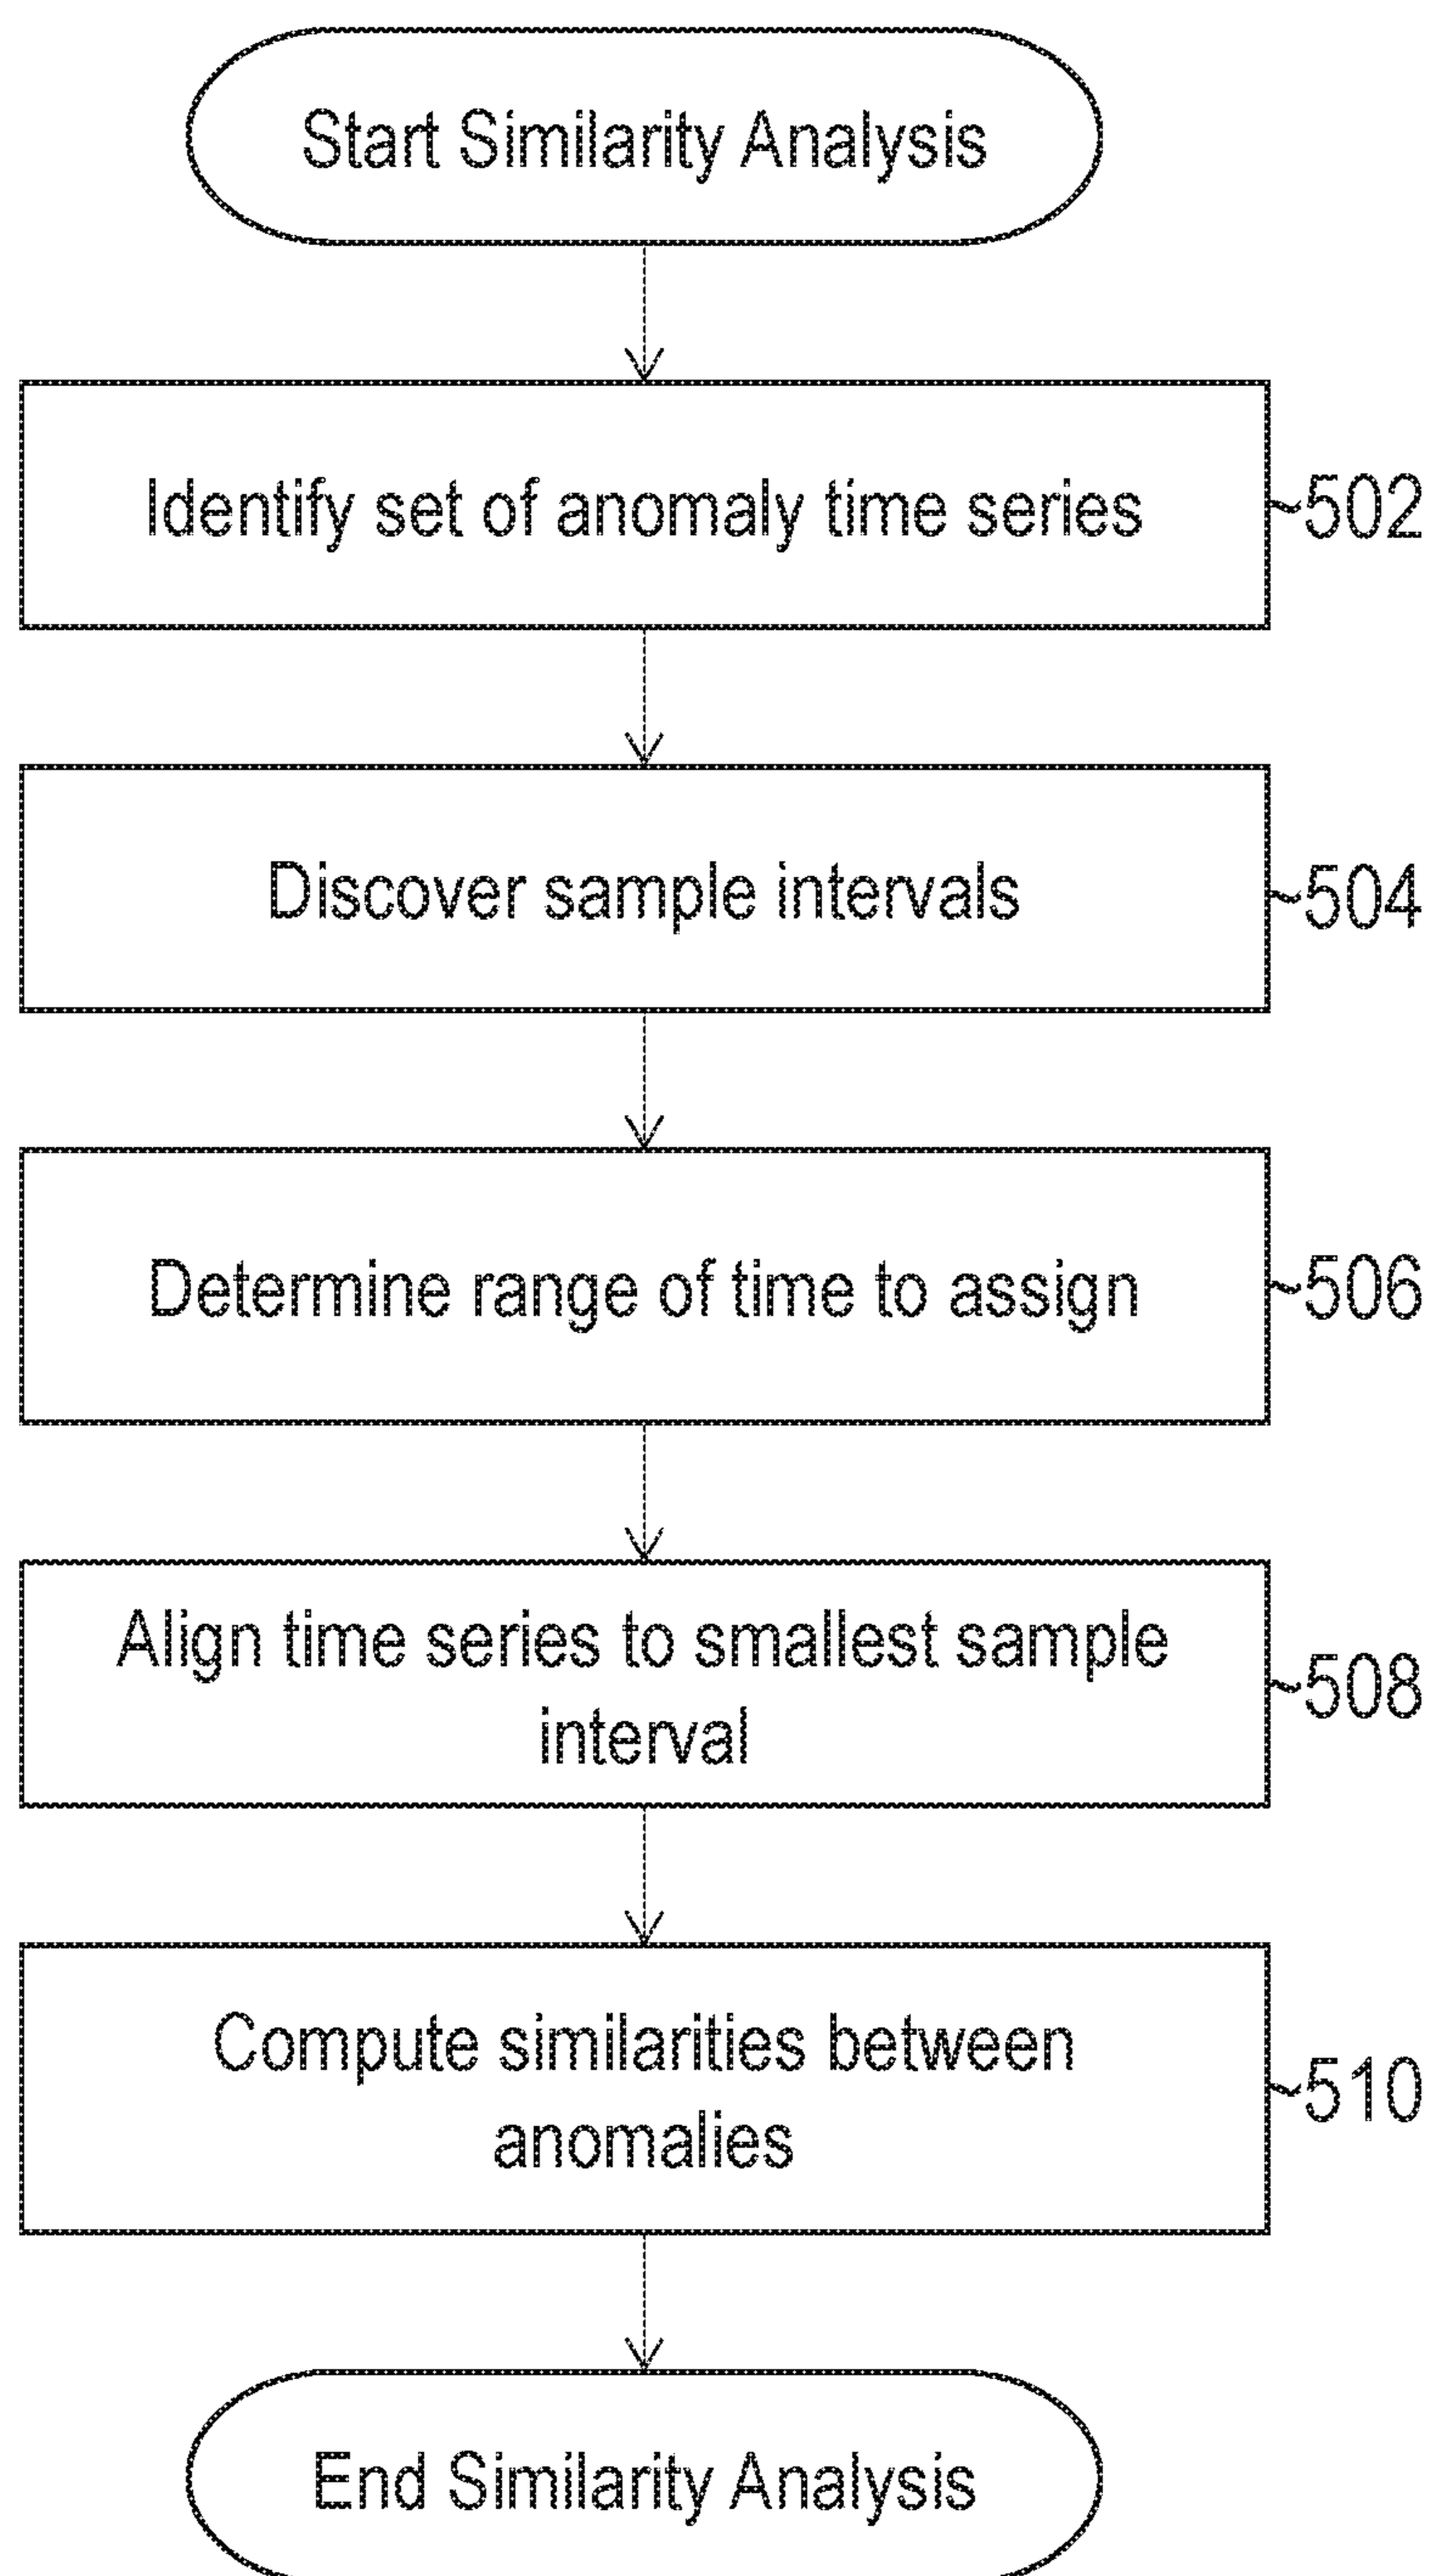 Start Similarity Analysis
Identify set of anomaly time series
502
Discover sample intervals
504
Determine range of time to assign
506
Align time series to smallest sample
interval
508
Compute similarities between
anomalies
510
End Similarity Analysis